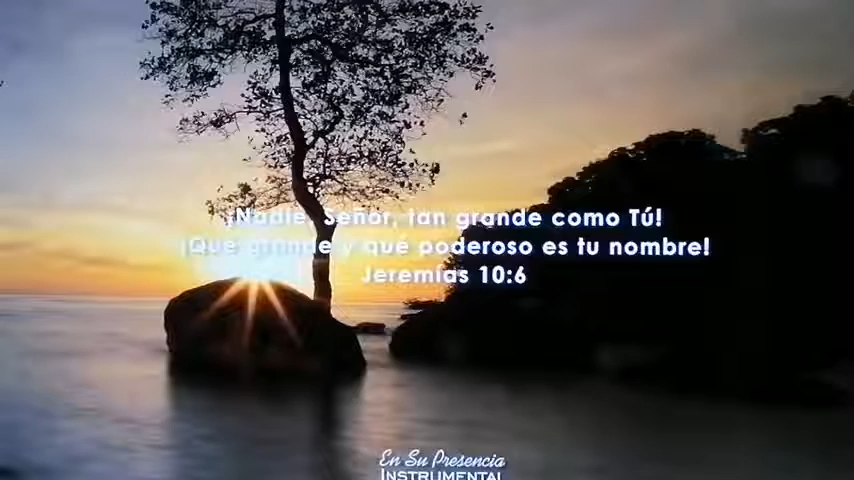 ¡Nadie, Señor, tan grande como Tú!
¡Qué grande y qué poderoso es tu nombre!
Jeremías 10:6
En Su Presencia
INSTRUMENTAL